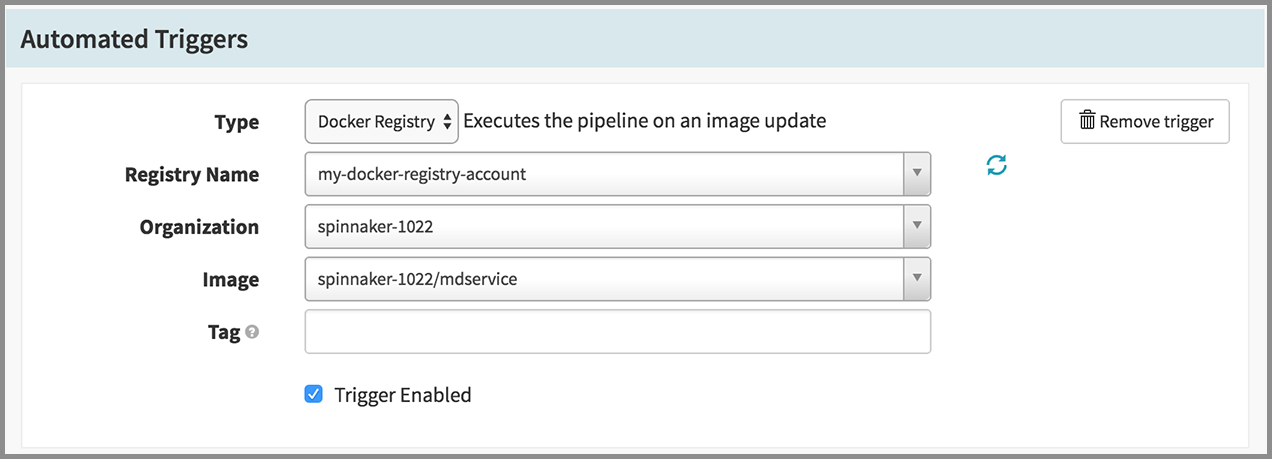 Automated Triggers
Type Docker Registry Executes the pipeline on an image update Remove trigger
Registry Name my-docker-registry-account
Organization spinnaker-1022
Image spinnaker-1022/mdservice
Tag ?
Trigger Enabled